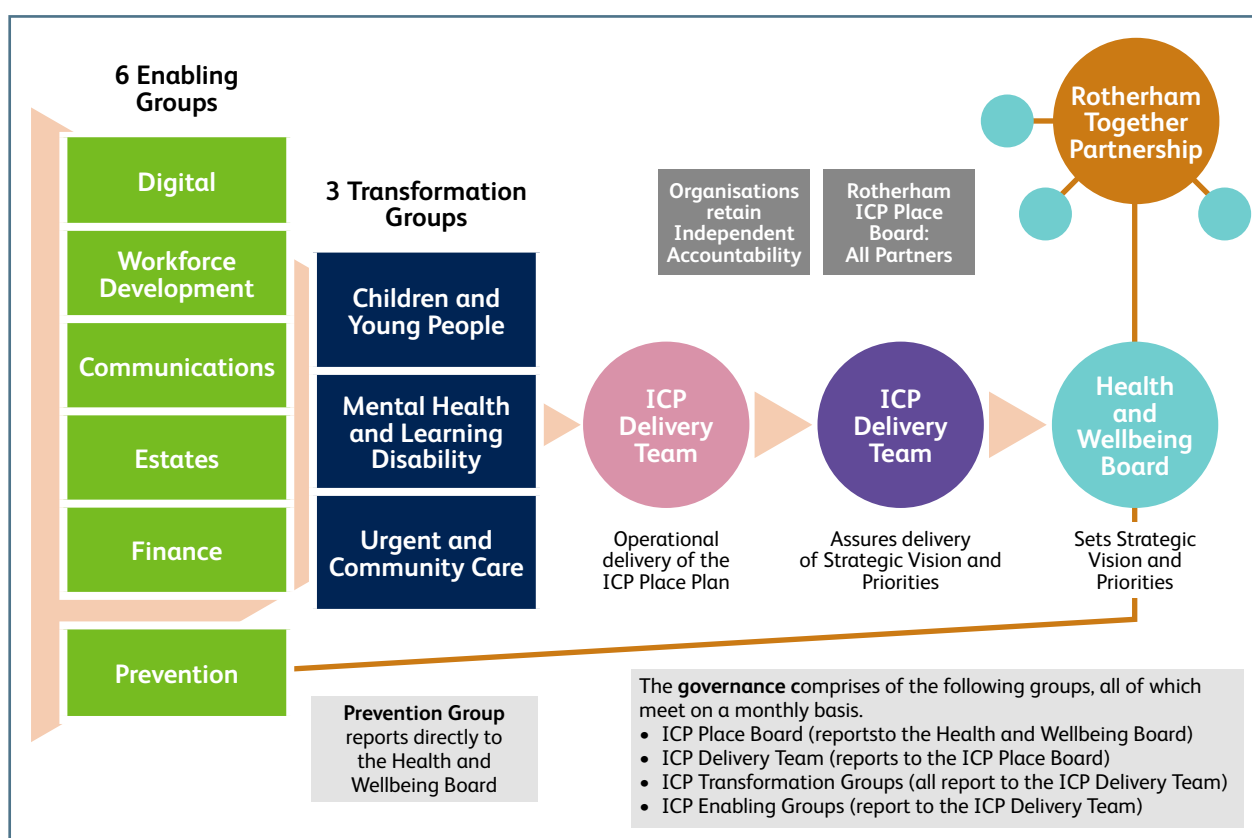 6 Enabling
Groups
Digital
Workforce
Development
Communications
Estates
Finance
Prevention
3 Transformation
Groups
Children and
Young People
Mental Health
and Learning
Disability
Urgent and
Community Care
Organisations
retain
Independent
Accountability
Rotherham
ICP Place
Board:
All Partners
Rotherham
Together
Partnership
ICP
Delivery
Team
Operational
delivery of the
ICP Place Plan
ICP
Delivery
Team
Assures delivery
of Strategic Vision and
Priorities
Health
and
Wellbeing
Board
Sets Strategic
Vision and
Priorities
Prevention Group
reports directly to
the Health and
Wellbeing Board
The governance comprises of the following groups, all of which
meet on a monthly basis.
• ICP Place Board (reportsto the Health and Wellbeing Board)
• ICP Delivery Team (reports to the ICP Place Board)
• ICP Transformation Groups (all report to the ICP Delivery Team)
• ICP Enabling Groups (report to the ICP Delivery Team)